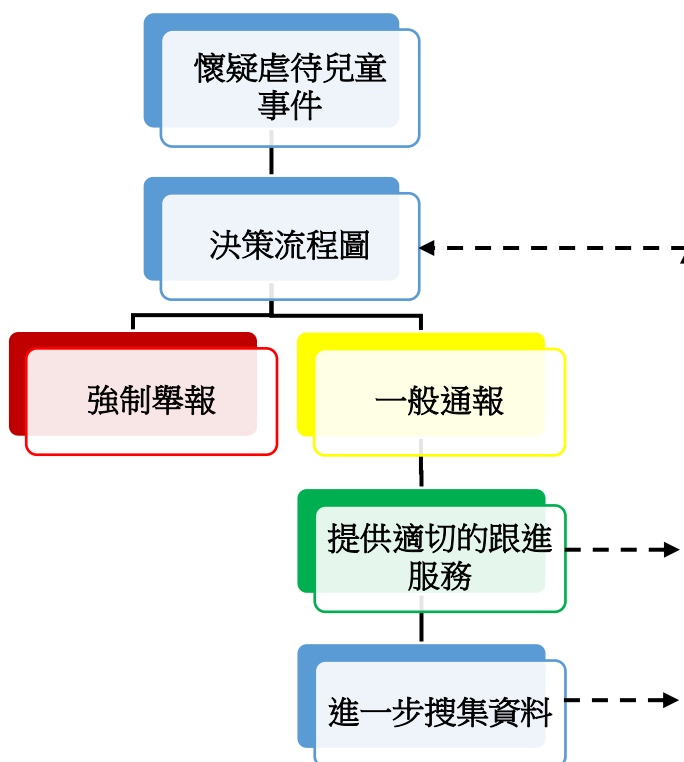 懷疑虐待兒童
事件
決策流程圖
強制舉報
一般通報
提供適切的跟進
服務
進一步搜集資料